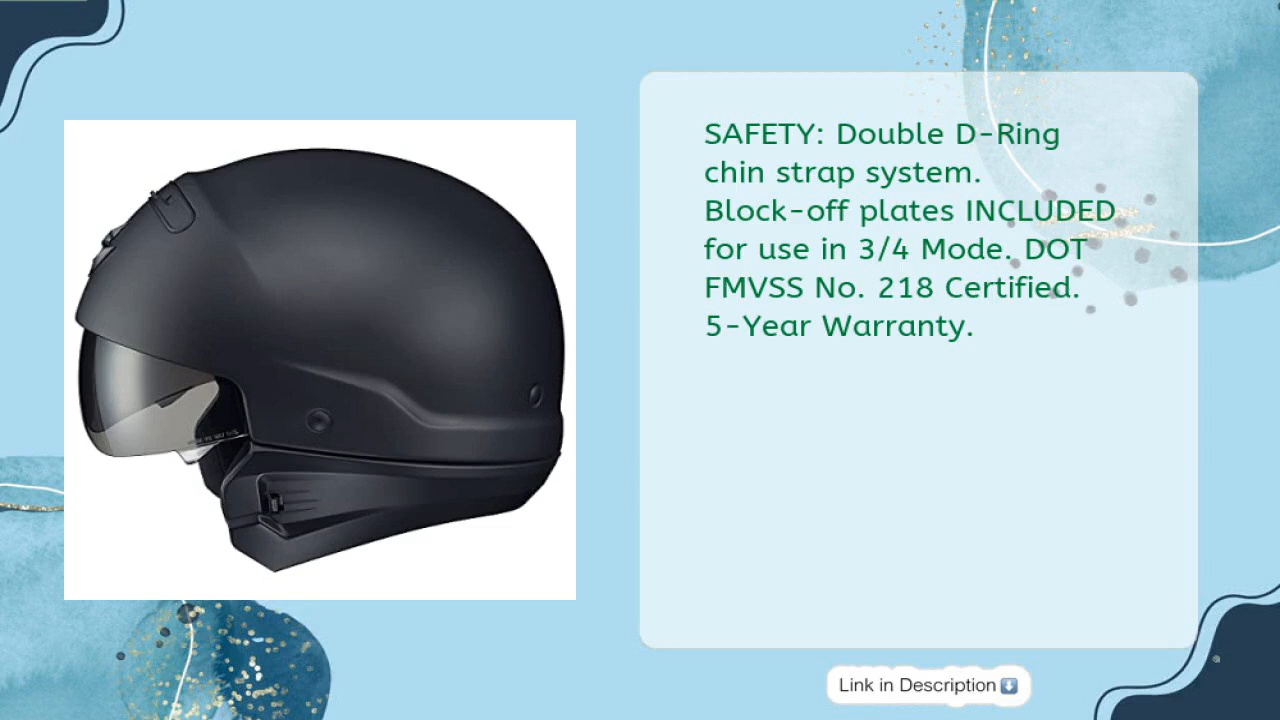 SAFETY: Double D-Ring
chin strap system.
Block-off plates INCLUDED
for use in 3/4 Mode. DOT
FMVSS No. 218 Certified.
5-Year Warranty.
Link in Description⬇️